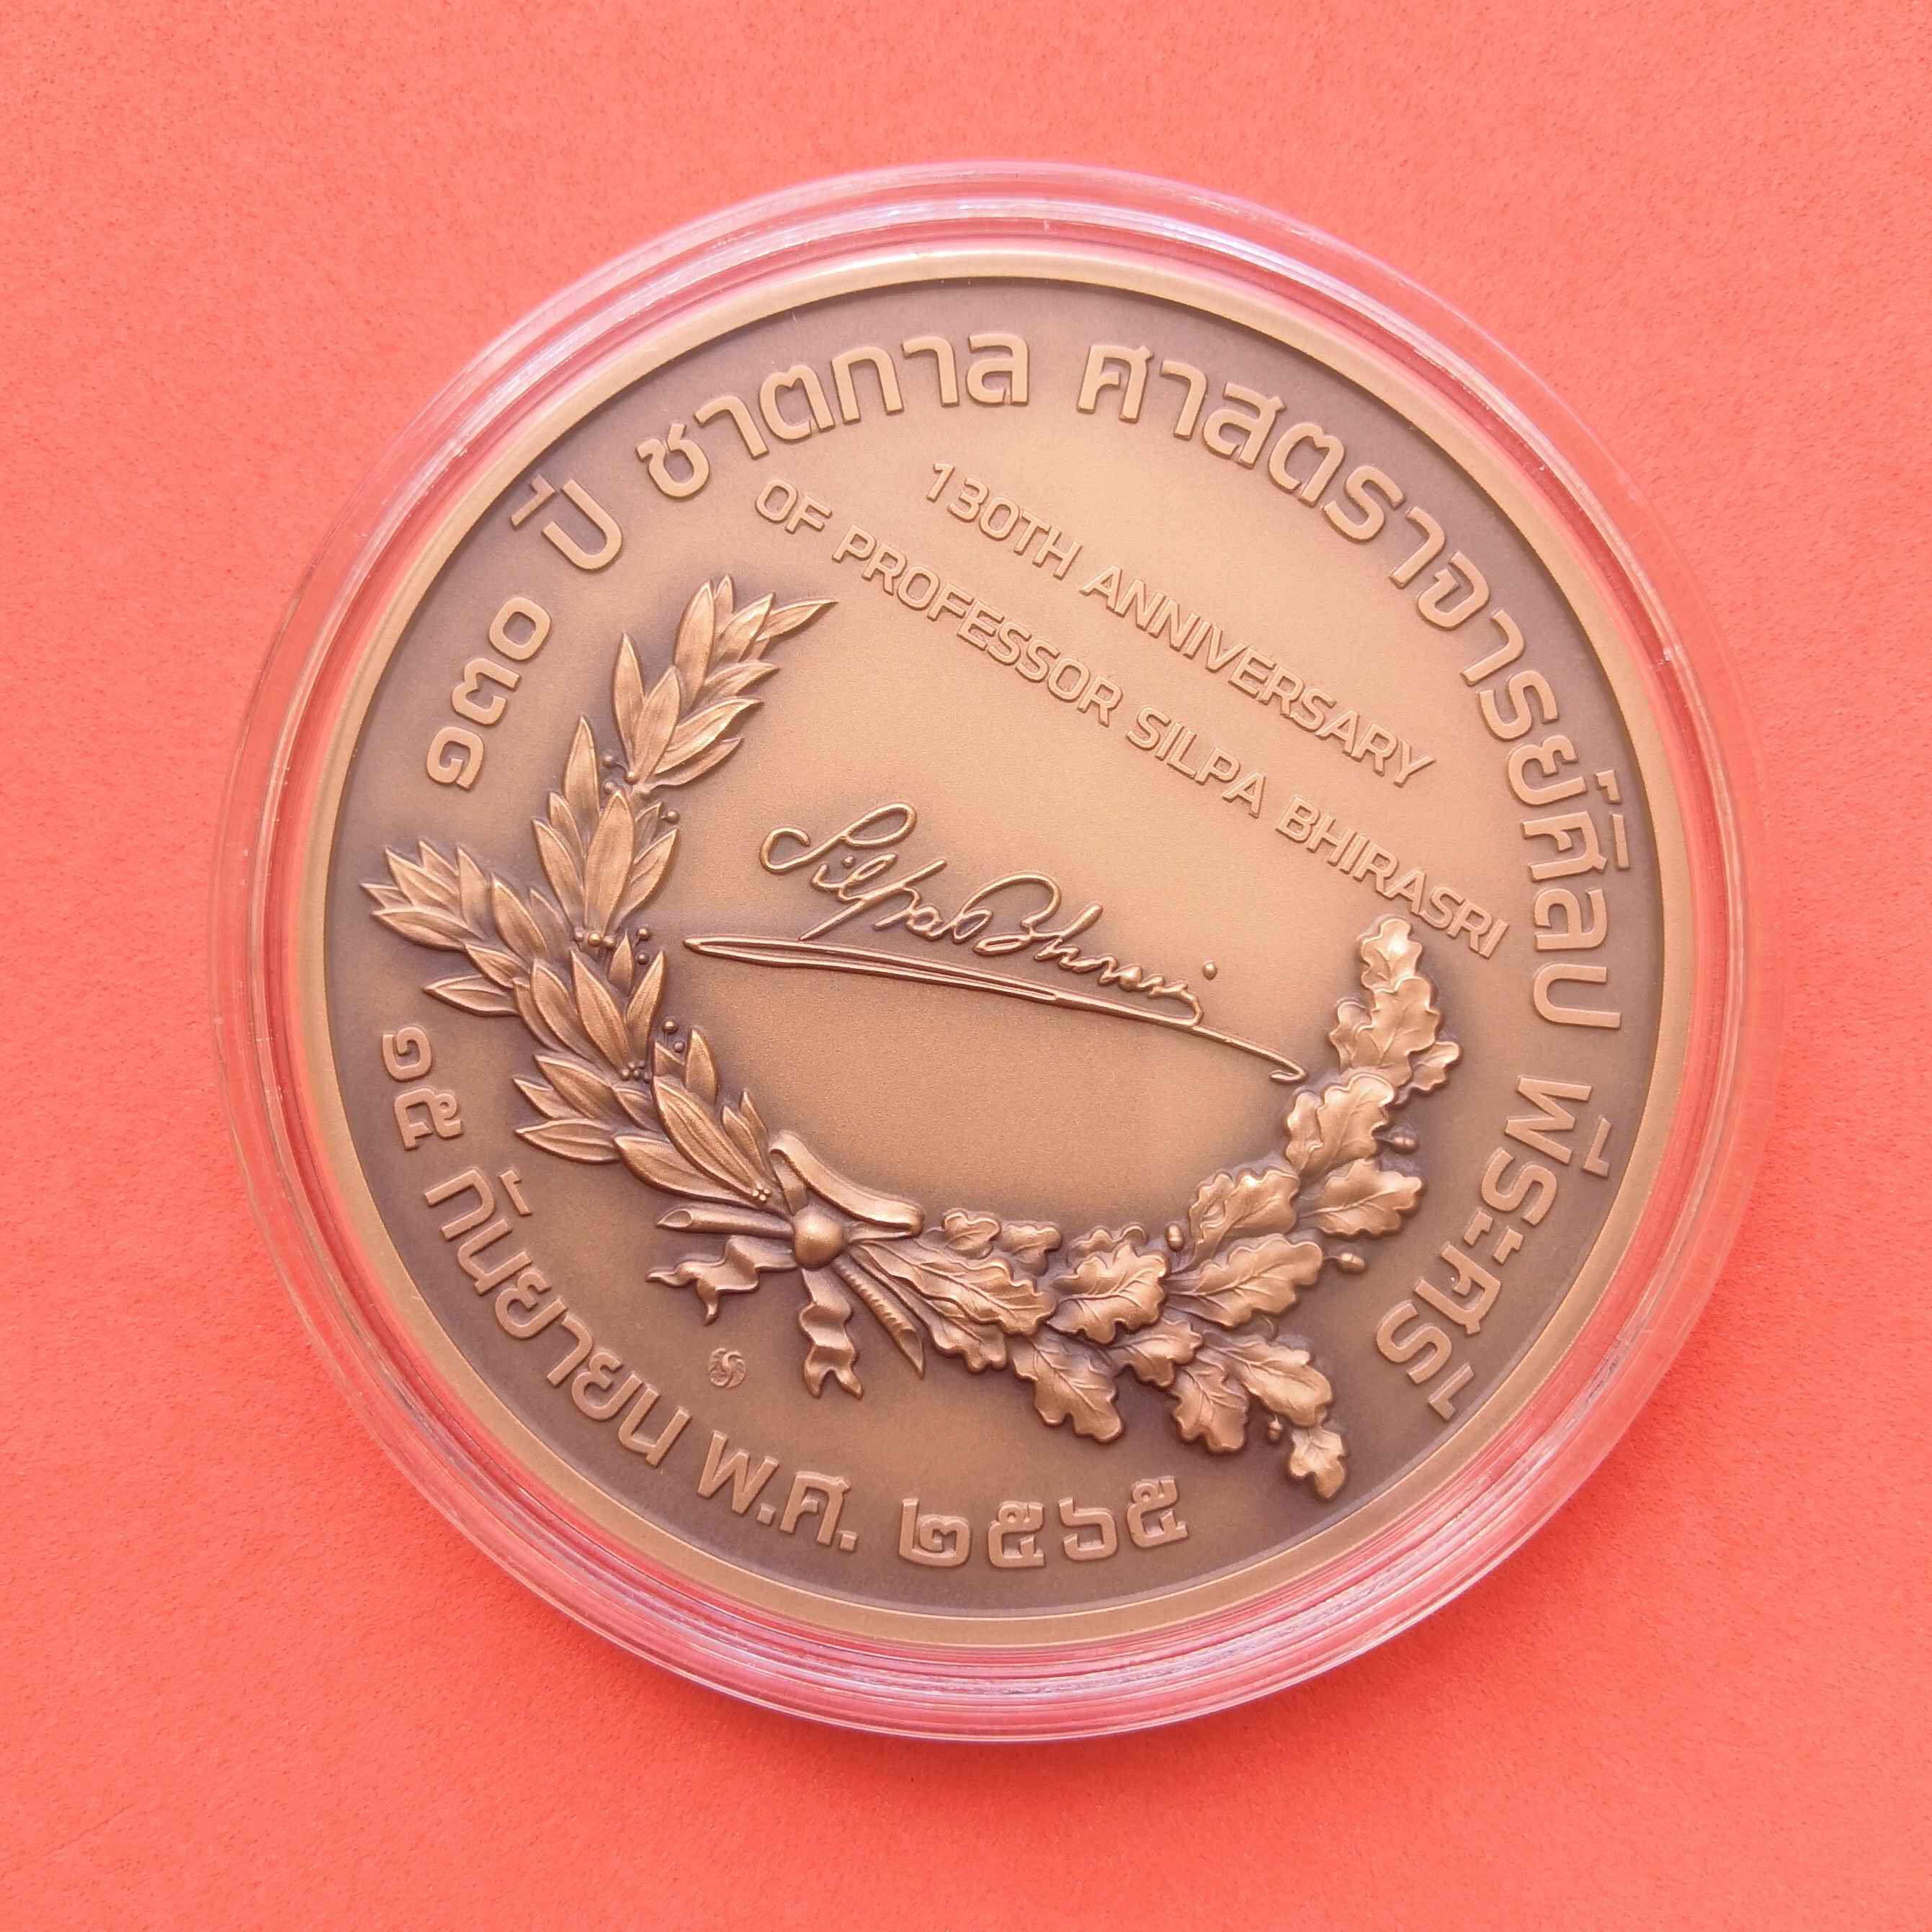 ๑๓๐ ปี ชาตกาล ศาสตราจารย์ศิลป พีระศรี
130TH ANNIVERSARY
OF PROFESSOR SILPA BHIRASRI
Silpa Bhirasri
๑๕ กันยายน พ.ศ. ๒๕๖๕